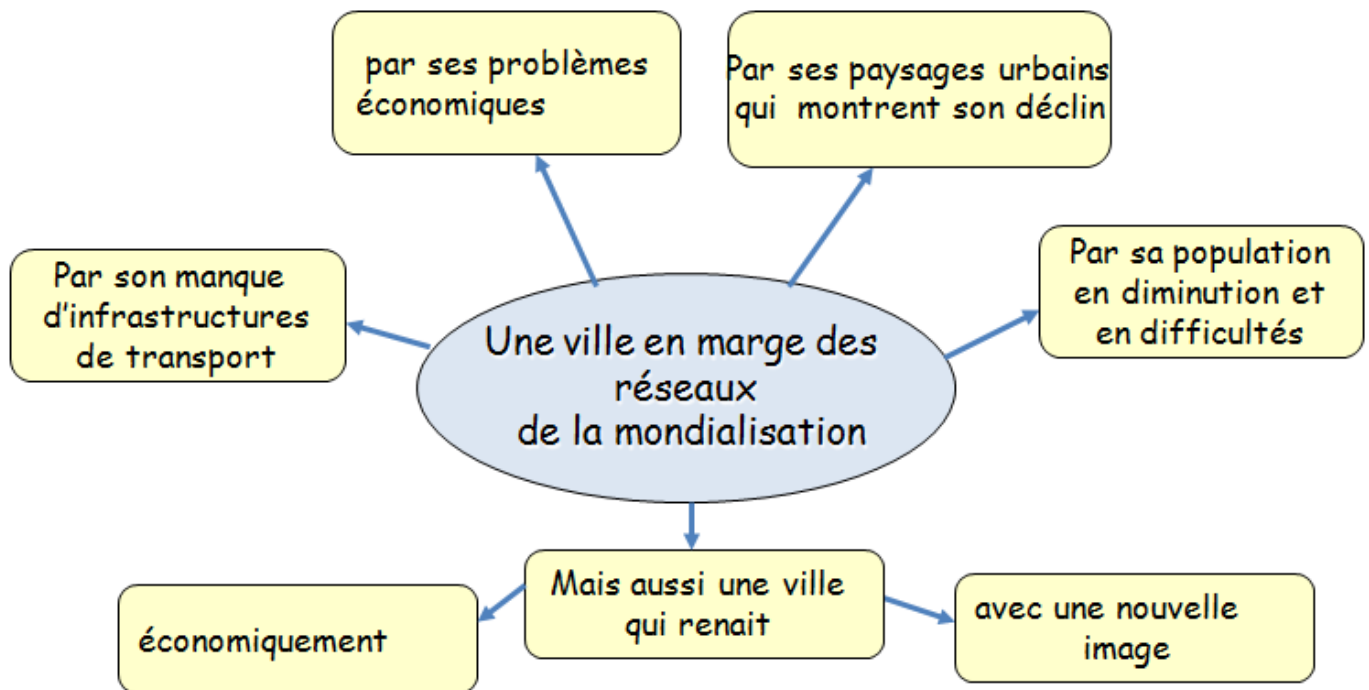 par ses problèmes
économiques
Par ses paysages urbains
qui montrent son déclin
Par son manque
d'infrastructures
de transport
Par sa population
en diminution et
en difficultés
Une ville en marge des
réseaux
de la mondialisation
Mais aussi une ville
qui renait
économiquement
avec une nouvelle
image